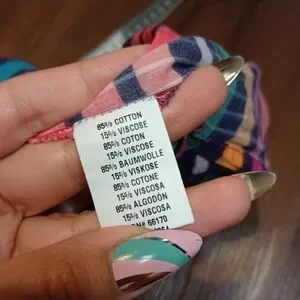 85% COTTON
15% VISCOSE
85% COTON
15% VISCOSE
85% BAUMWOLLE
15% VISKOSE
85% COTONE
15% VISCOSA
85% ALGODÓN
15% VISCOSA
66170